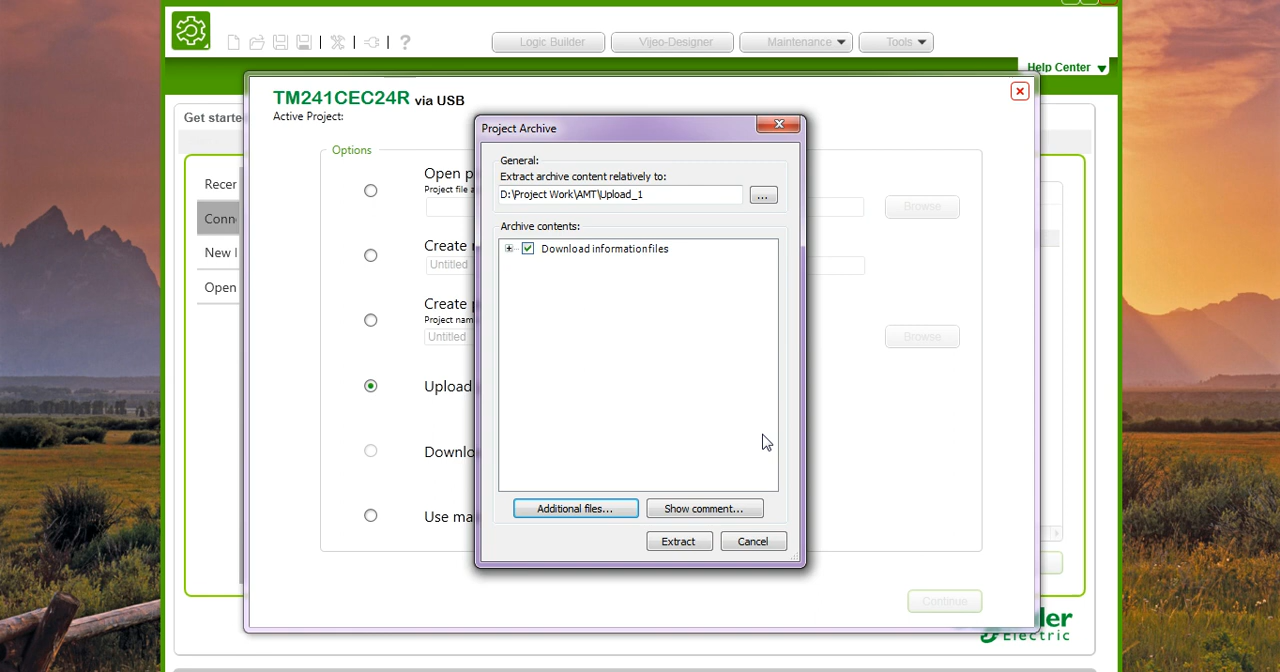 Logic Builder
Vijeo-Designer
Maintenance
Tools
Help Center
Get starte
TM241CEC24R via USB
Active Project:
Options
Recer
Conn
New
Open
Open p
Project file a
Browse
Create
Untitled
Create p
Project nam
Untitled
Browse
Upload
Downlo
Use ma
Continue
Project Archive
General:
Extract archive content relatively to:
D:\Project Work\AMT\Upload_1
...
Archive contents:
Download information files
Additional files...
Show comment...
Extract
Cancel
der
Electric